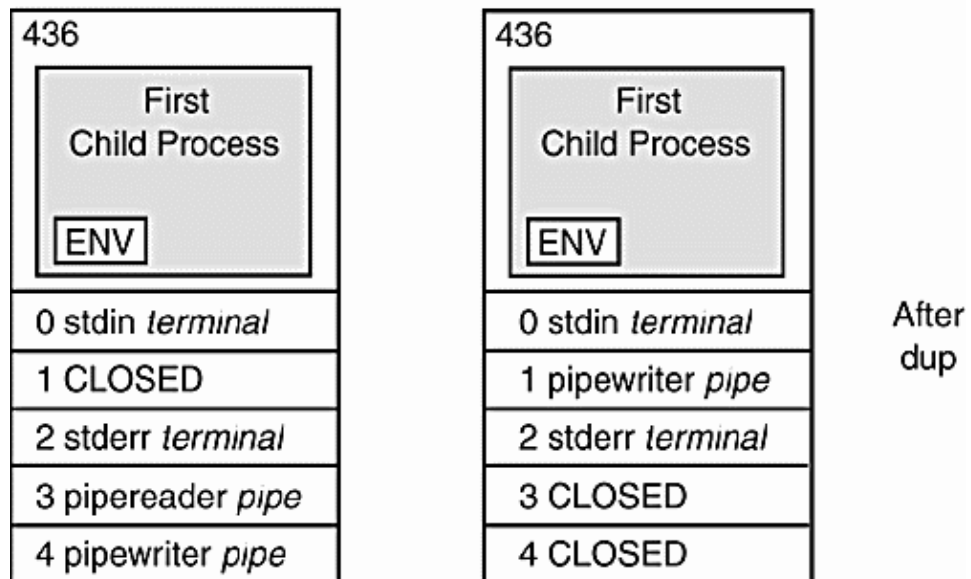 436
First
Child Process
ENV
0 stdin terminal
1 CLOSED
2 stderr terminal
3 pipereader pipe
4 pipewriter pipe
436
First
Child Process
ENV
0 stdin terminal
1 pipewriter pipe
2 stderr terminal
3 CLOSED
4 CLOSED
After
dup